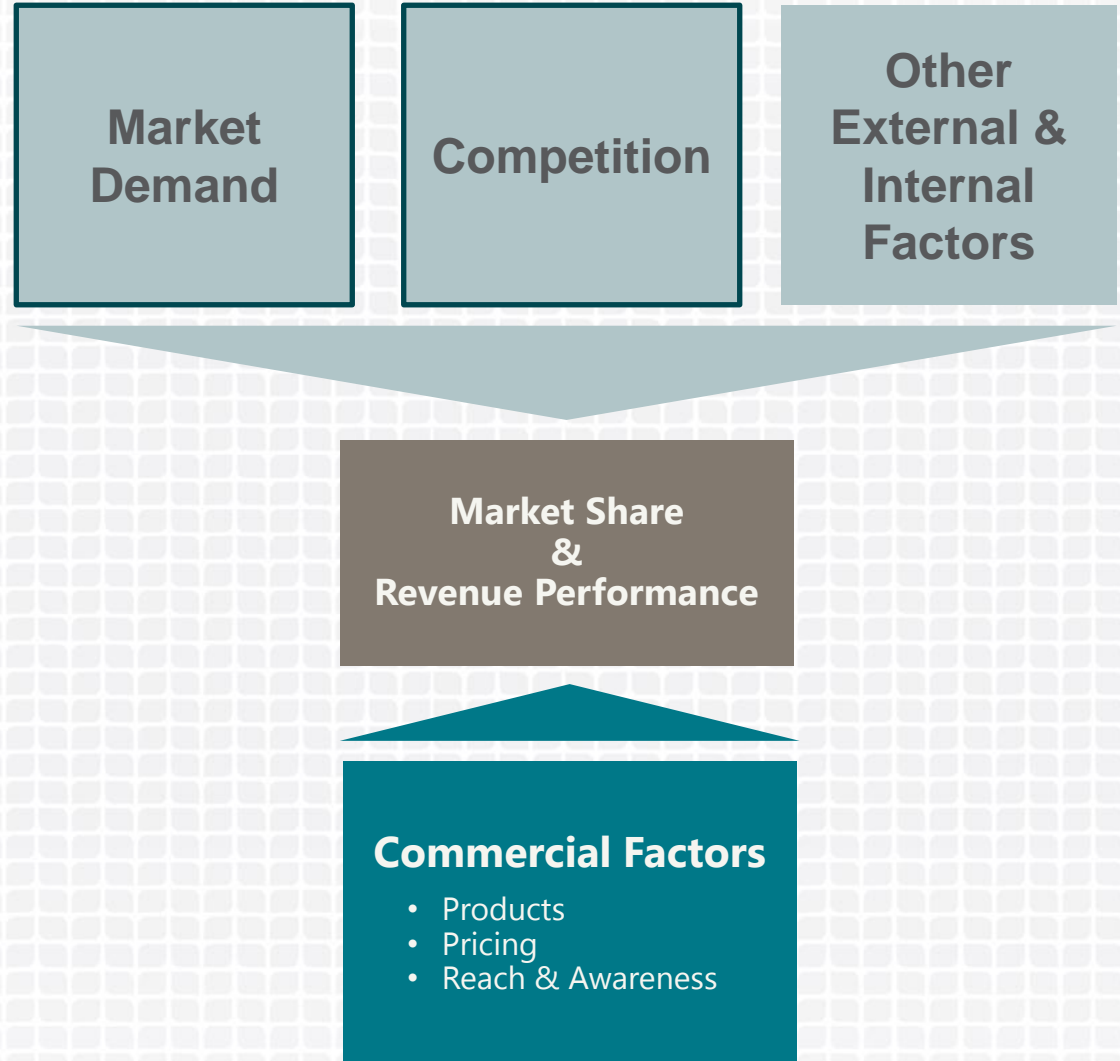 Market
Demand
Competition
Other
External &
Internal
Factors
Market Share
&
Revenue Performance
Commercial Factors
• Products
• Pricing
• Reach & Awareness